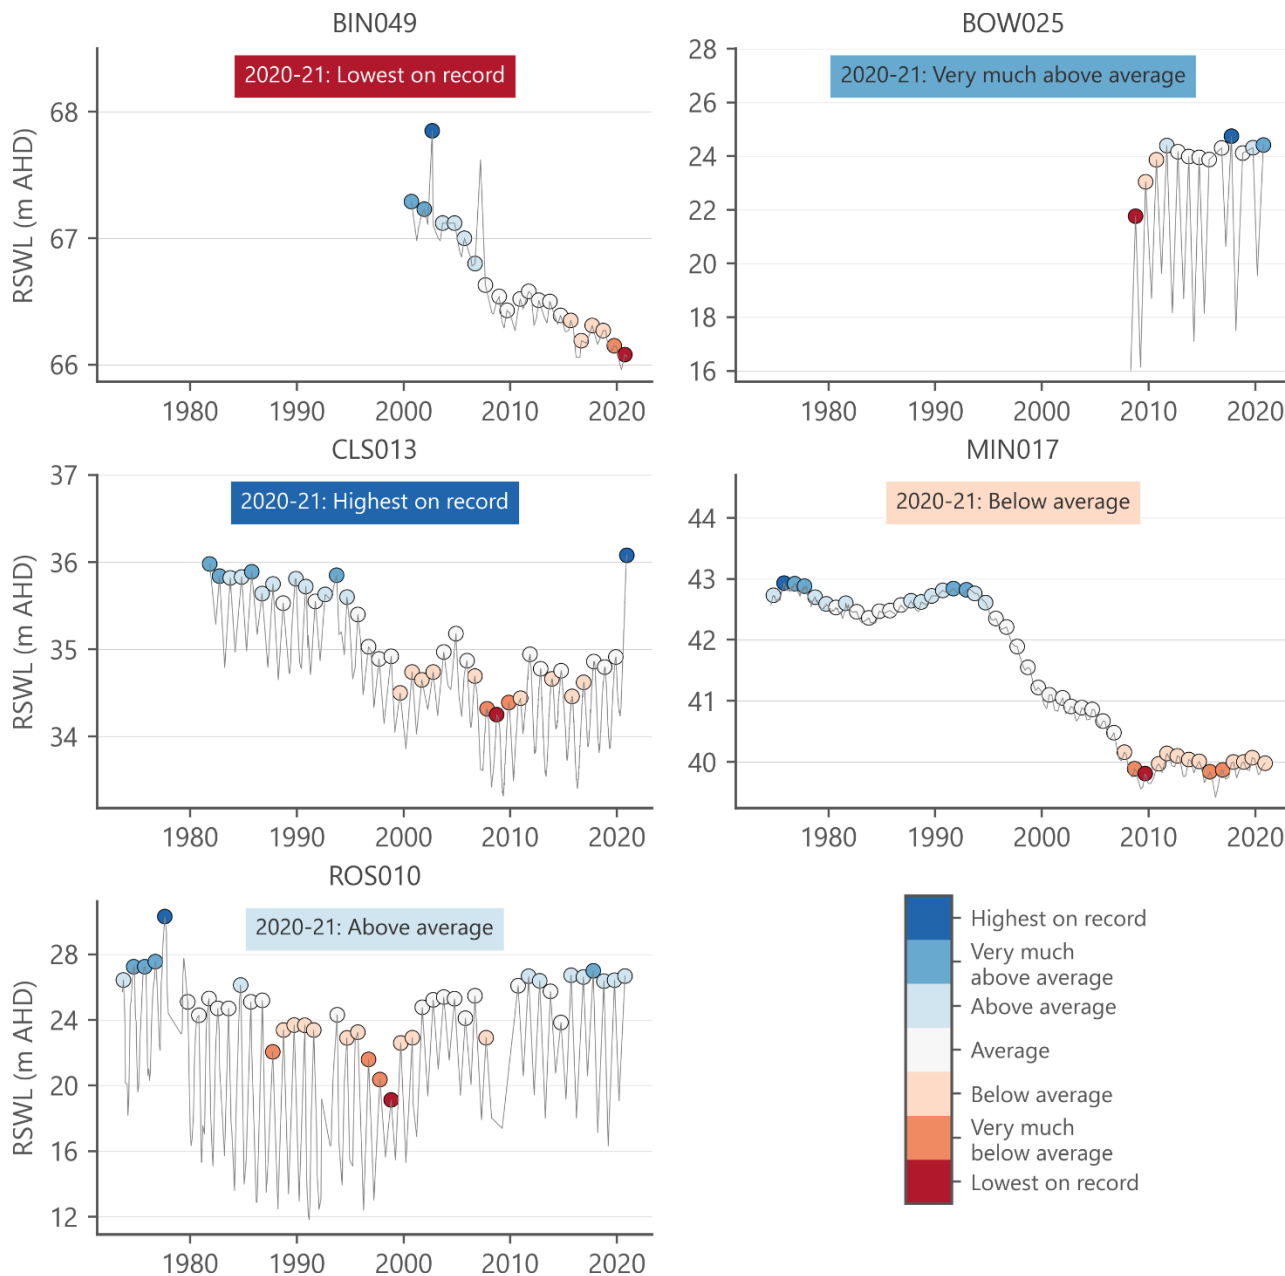 BIN049
2020-21: Lowest on record
RSWL (m AHD)
68
67
66
1980 1990 2000 2010 2020
BOW025
2020-21: Very much above average
28
26
24
22
20
18
16
1980 1990 2000 2010 2020
CLS013
2020-21: Highest on record
RSWL (m AHD)
37
36
35
34
1980 1990 2000 2010 2020
MIN017
2020-21: Below average
44
43
42
41
40
1980 1990 2000 2010 2020
ROS010
2020-21: Above average
RSWL (m AHD)
28
24
20
16
12
1980 1990 2000 2010 2020
Highest on record
Very much
above average
Above average
Average
Below average
Very much
below average
Lowest on record